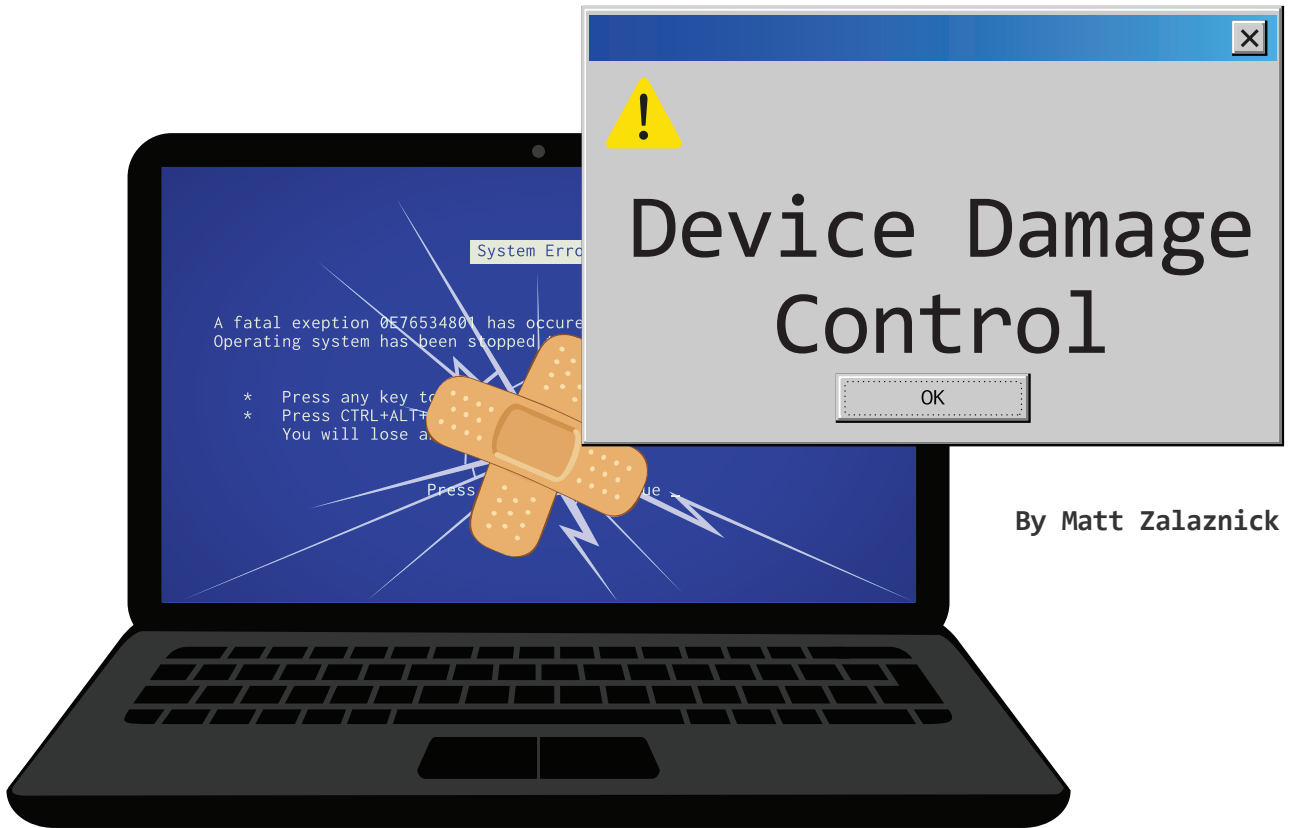 Device Damage
Control
OK
System Erro
A fatal exeption 0E76534801 has occure
Operating system has been stopped
* Press any key to
* Press CTRL+ALT+
You will lose a
Press ue _
By Matt Zalaznick